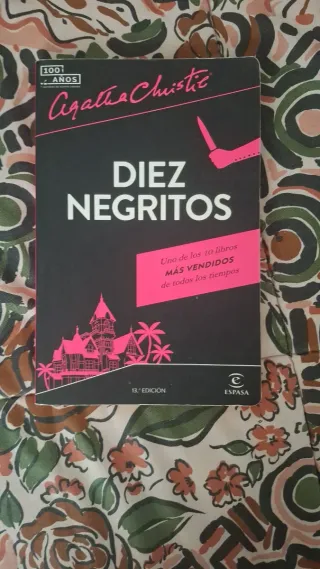 100
AÑOS
Agatha Christie
DIEZ
NEGRITOS
Uno de los 10 libros
MÁS VENDIDOS
de todos los tiempos
13.ª EDICIÓN
ESPASA